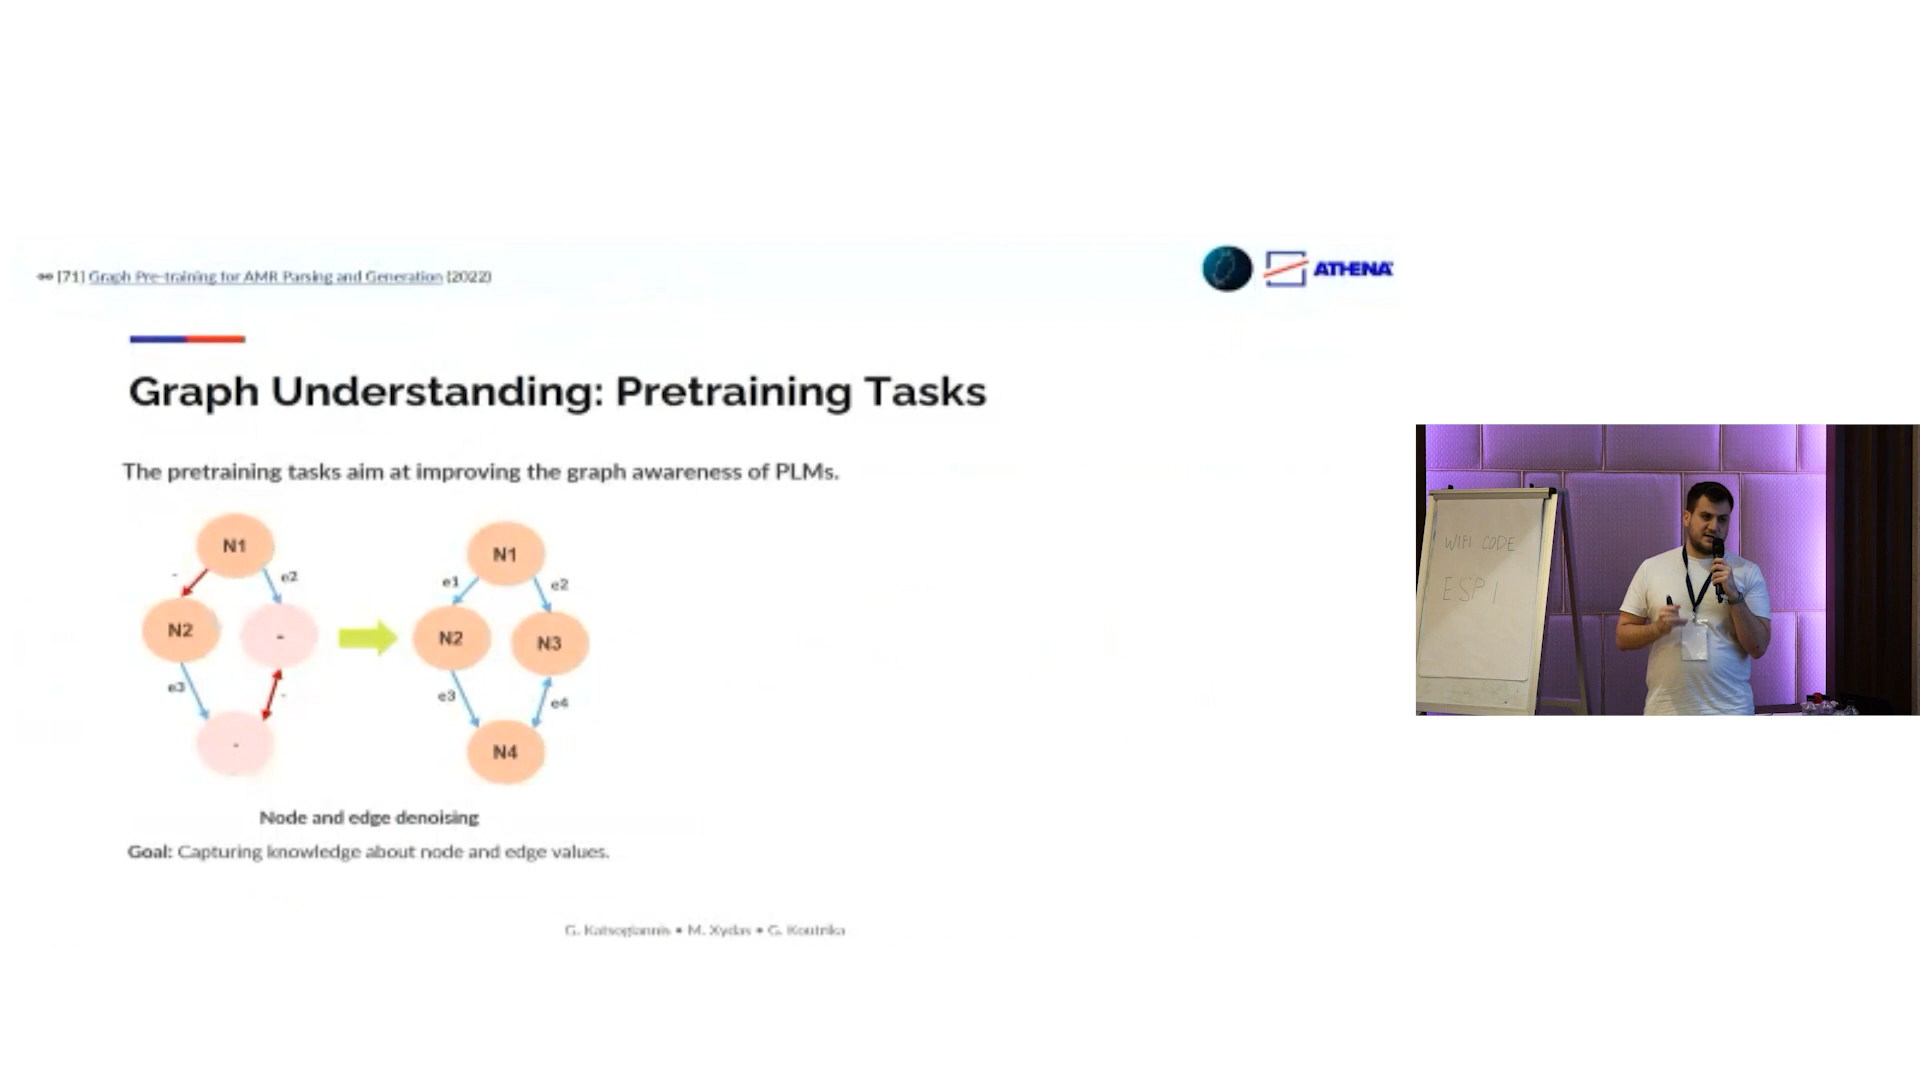 [71] Graph Pre-training for AMR Parsing and Generation (2022)
ATHENA
Graph Understanding: Pretraining Tasks
The pretraining tasks aim at improving the graph awareness of PLMs.
N1
-
e2
N2
-
e3
-
-
N1
e1
e2
N2
N3
e3
e4
N4
Node and edge denoising
Goal: Capturing knowledge about node and edge values.
G. Katsogiannis • M. Xydas • G. Koutrika
WIFI CODE
ESP1